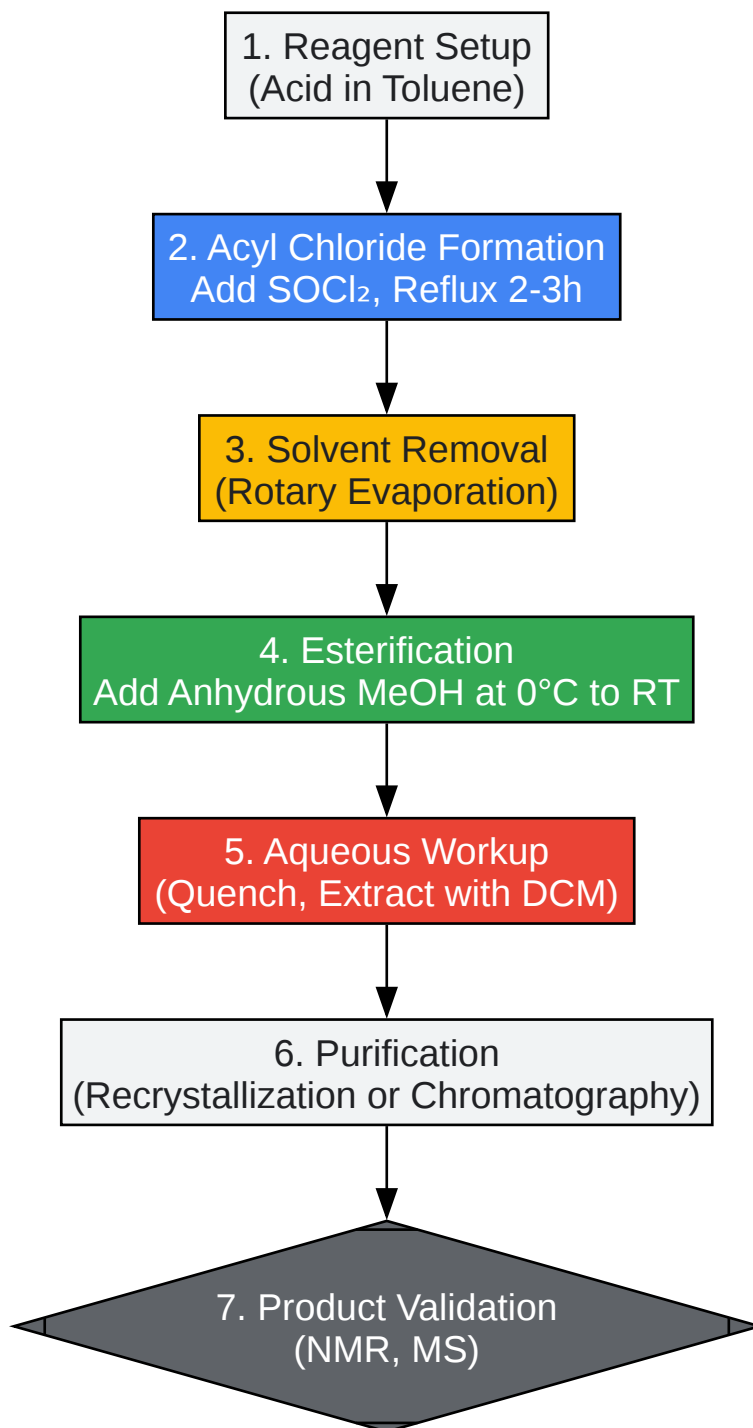 1. Reagent Setup
(Acid in Toluene)
2. Acyl Chloride Formation
Add SOCl₂, Reflux 2-3h
3. Solvent Removal
(Rotary Evaporation)
4. Esterification
Add Anhydrous MeOH at 0°C to RT
5. Aqueous Workup
(Quench, Extract with DCM)
6. Purification
(Recrystallization or Chromatography)
7. Product Validation
(NMR, MS)